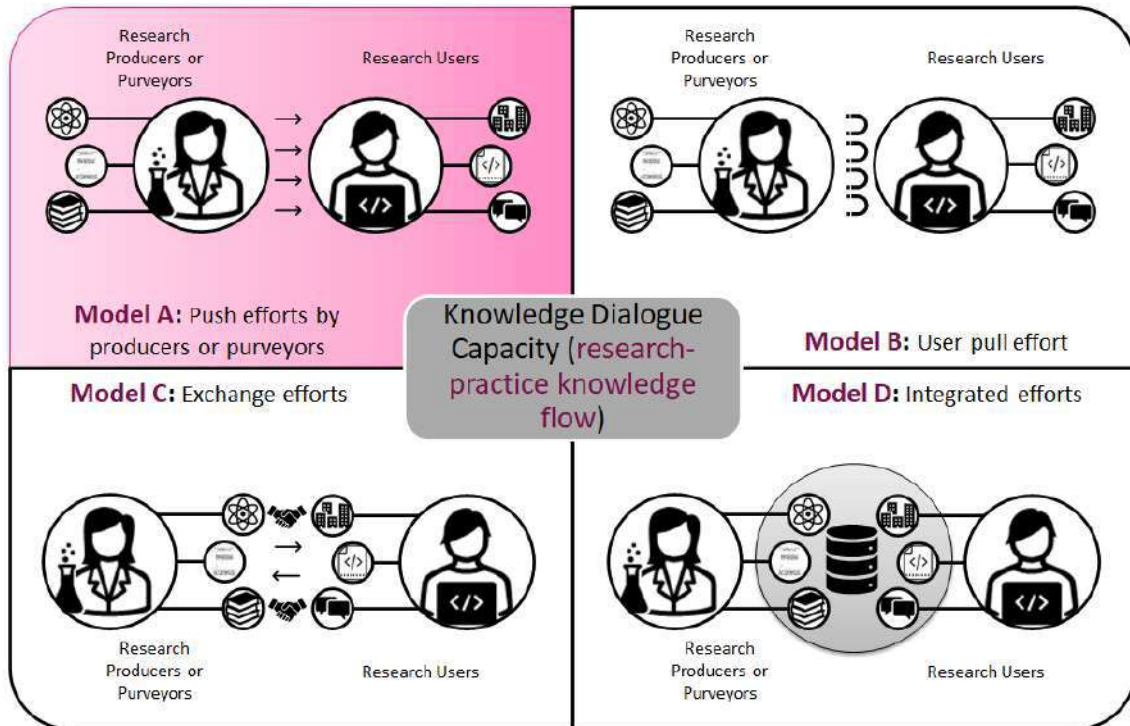 Research
Producers or
Purveyors
Research Users
</>
</>
Model A: Push efforts by
producers or purveyors
Research
Producers or
Purveyors
Research Users
</>
</>
Model B: User pull effort
Knowledge Dialogue
Capacity (research-
practice knowledge
flow)
Model C: Exchange efforts
</>
</>
Research
Producers or
Purveyors
Research Users
Model D: Integrated efforts
</>
</>
Research
Producers or
Purveyors
Research Users